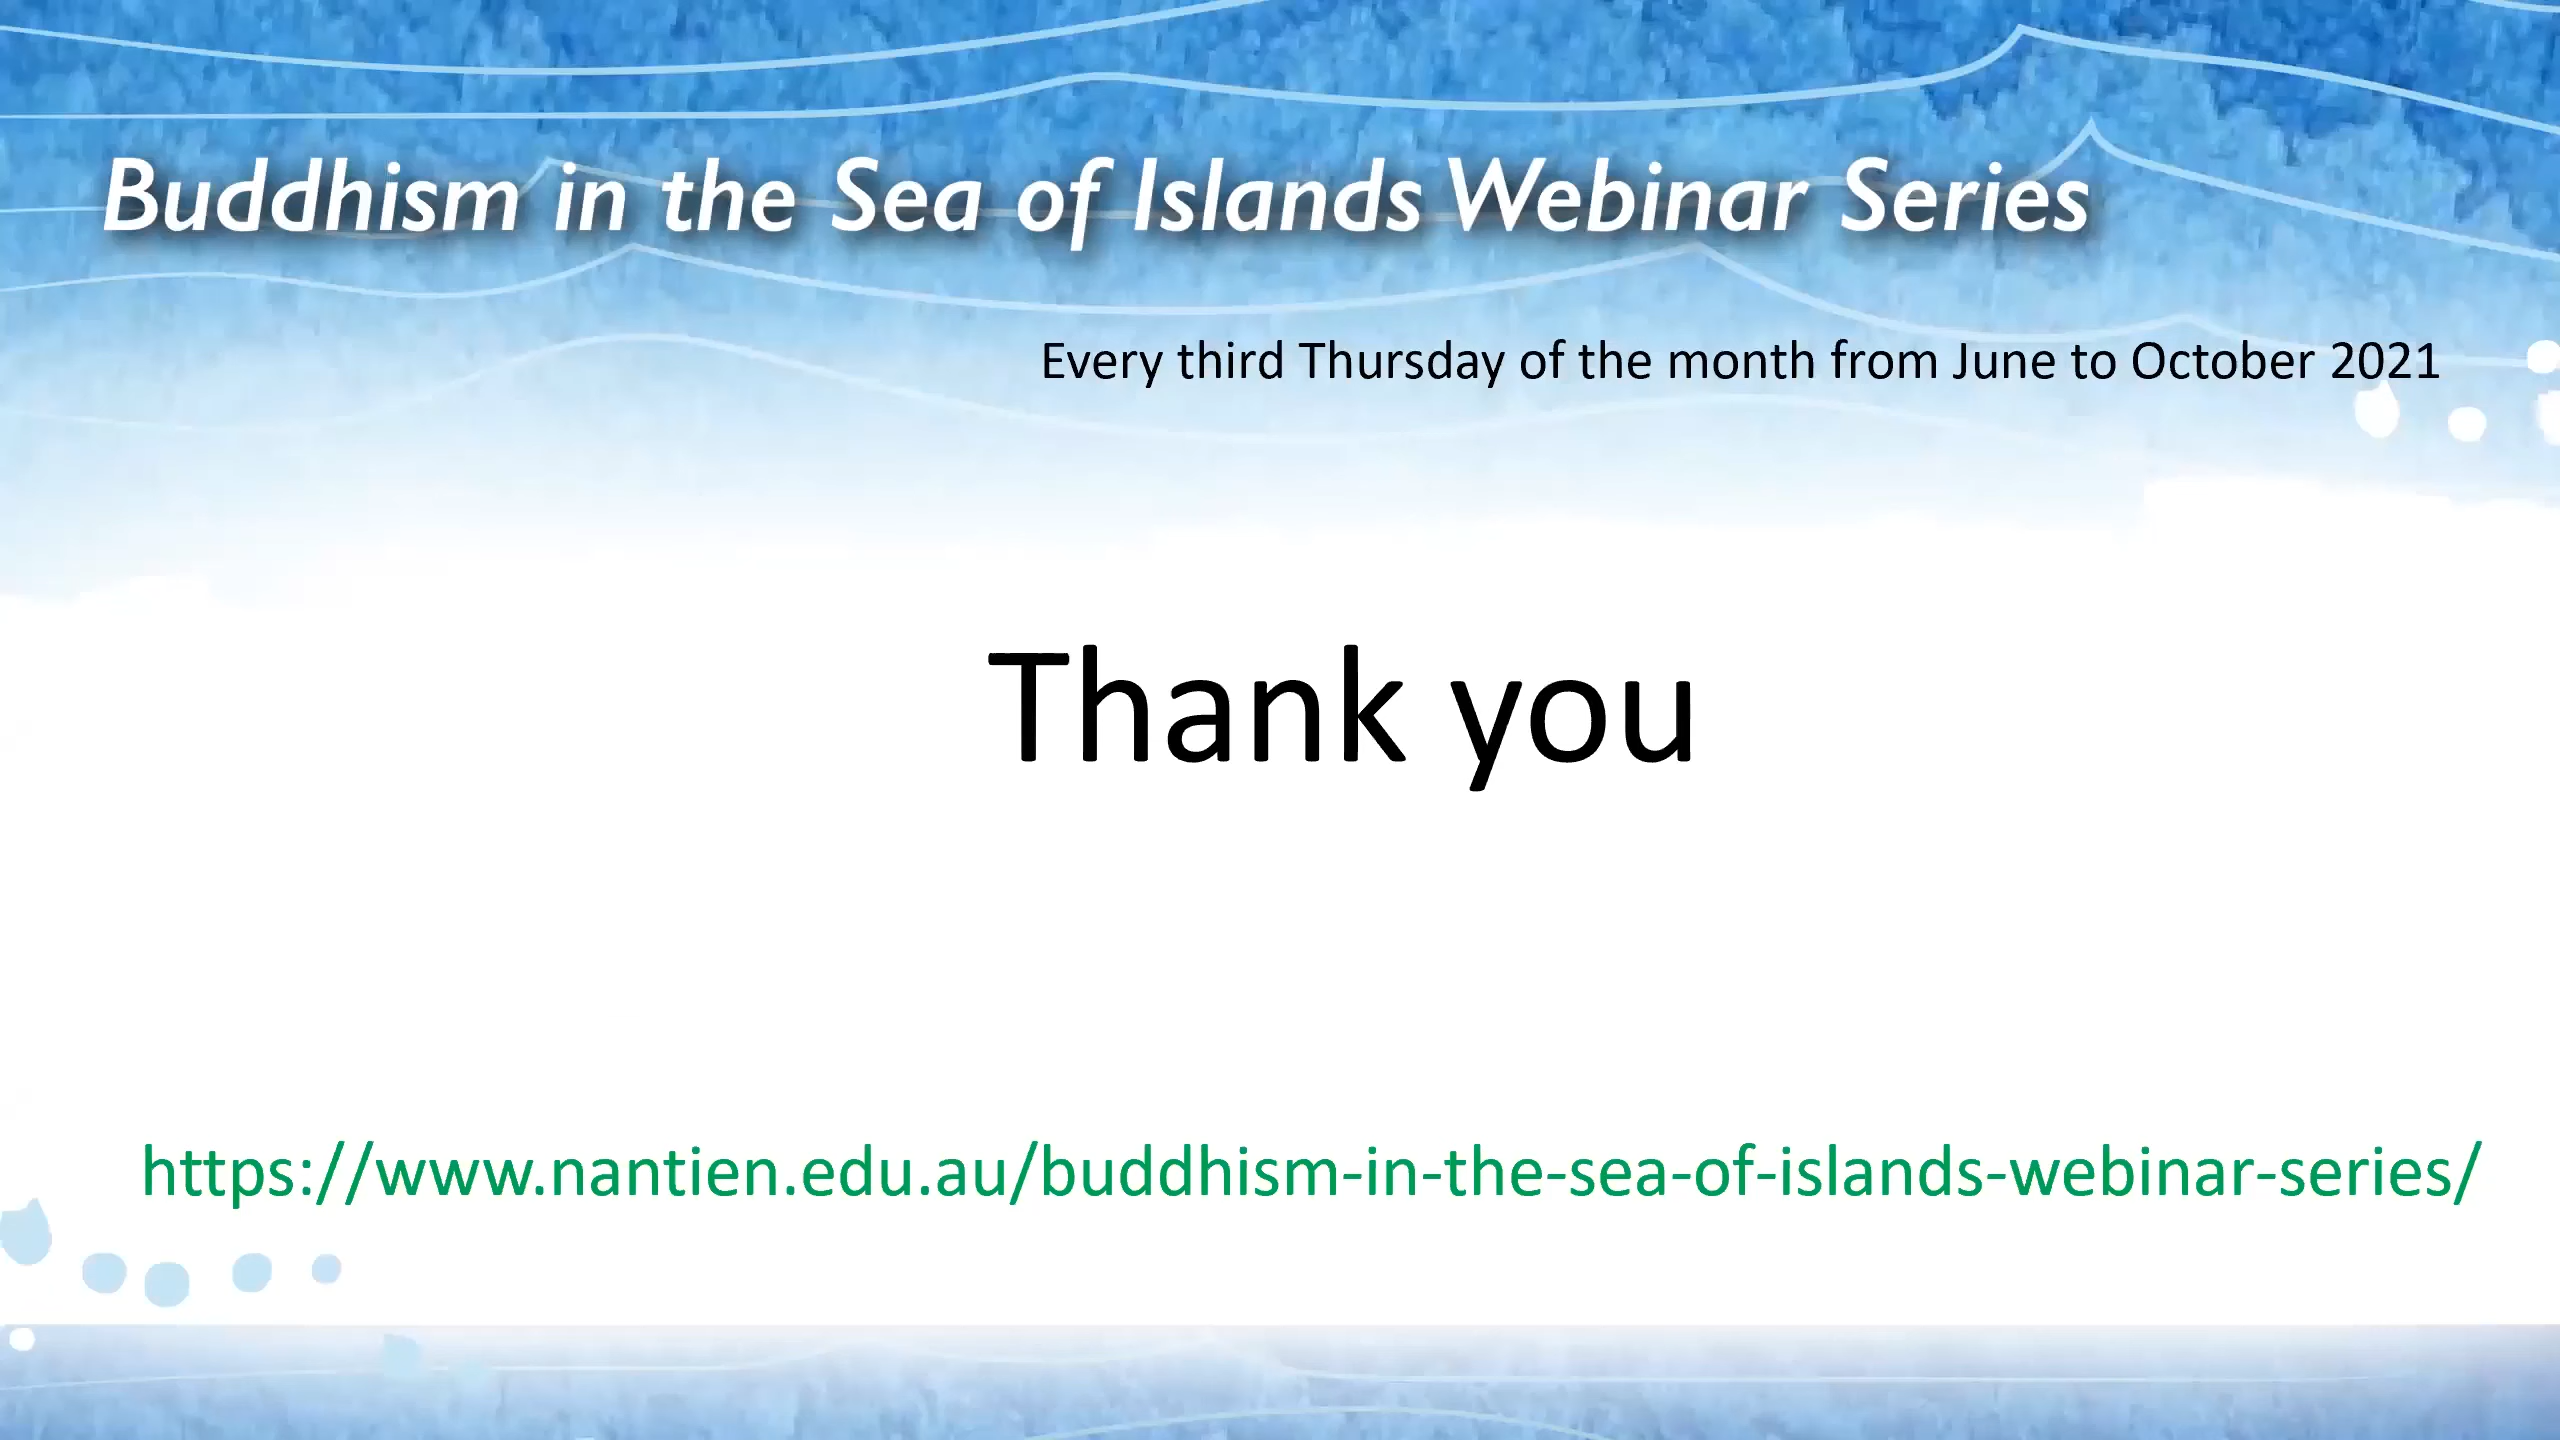 Buddhism in the Sea of Islands Webinar Series
Every third Thursday of the month from June to October 2021
Thank you
https://www.nantien.edu.au/buddhism-in-the-sea-of-islands-webinar-series/